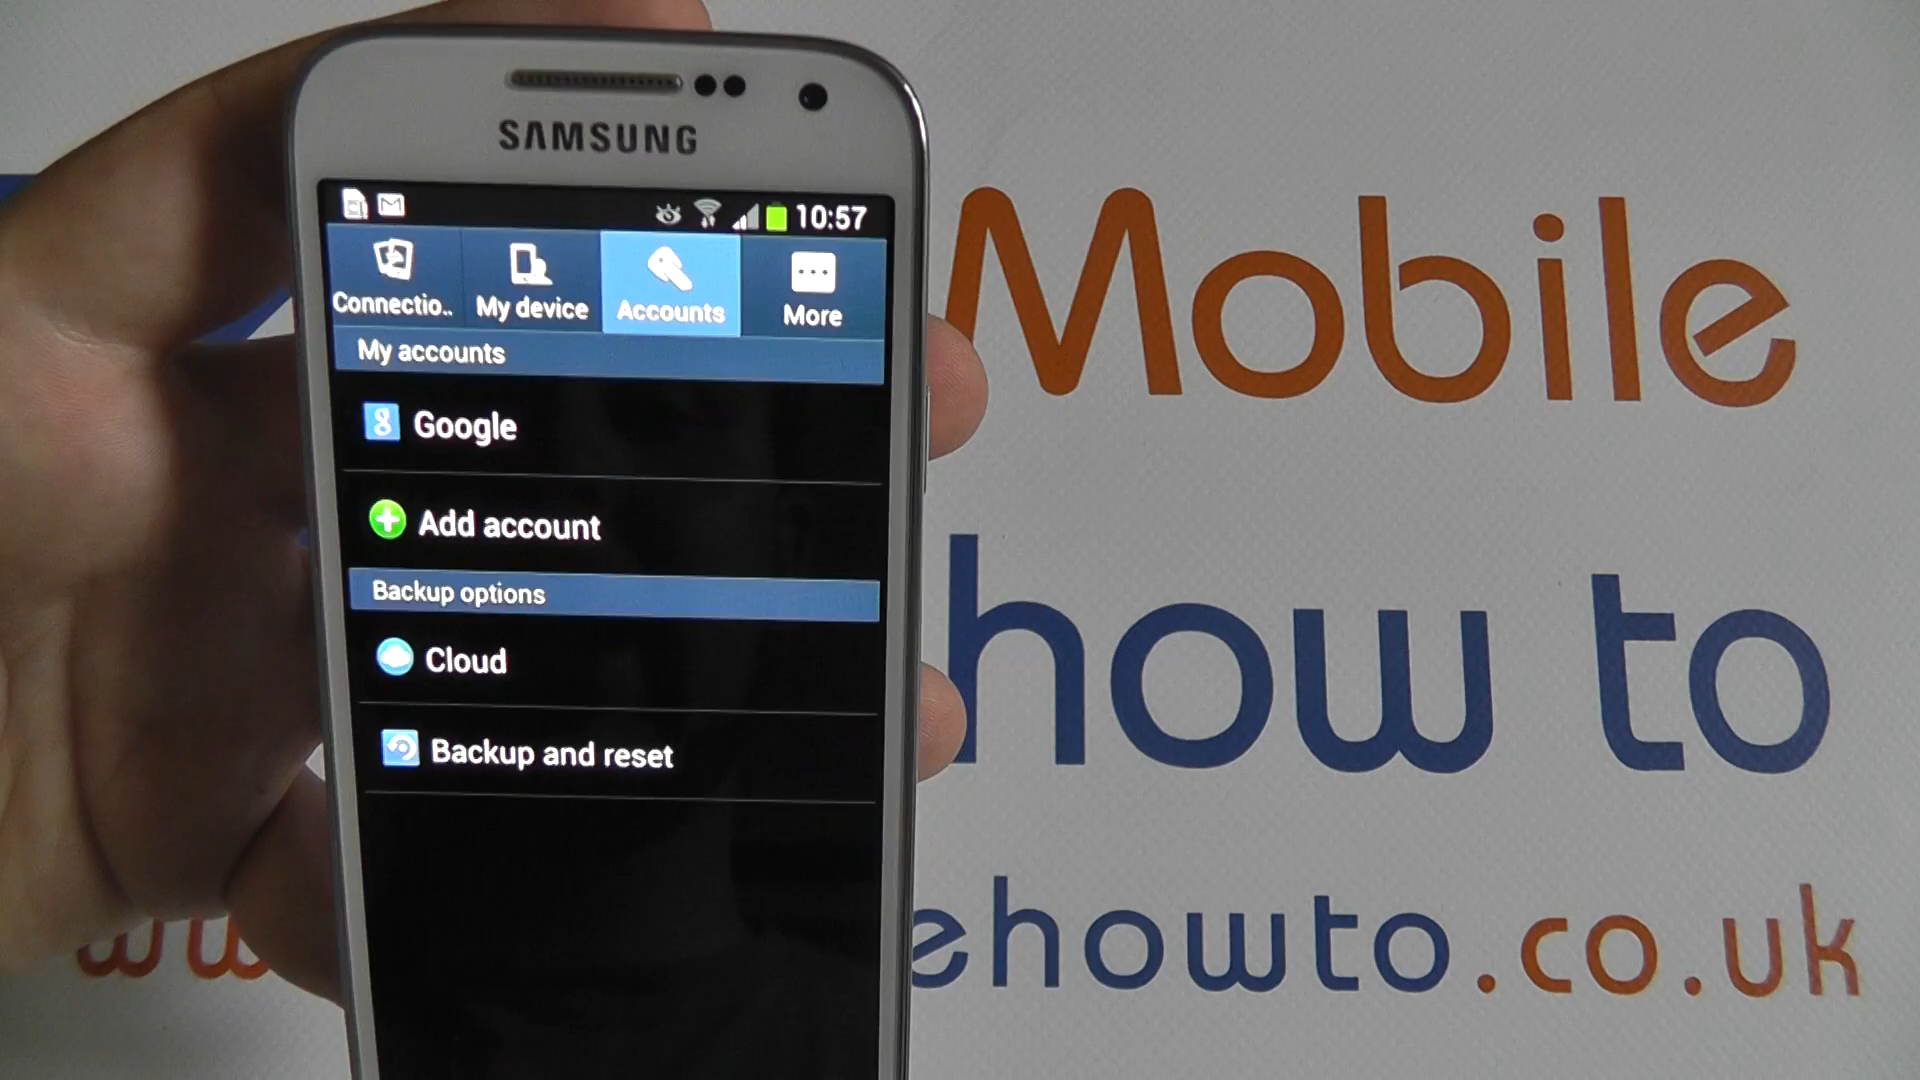 SAMSUNG
10:57
Connectio.. My device Accounts More
My accounts
Google
Add account
Backup options
Cloud
Backup and reset
Mobile
how to
ehowto.co.uk